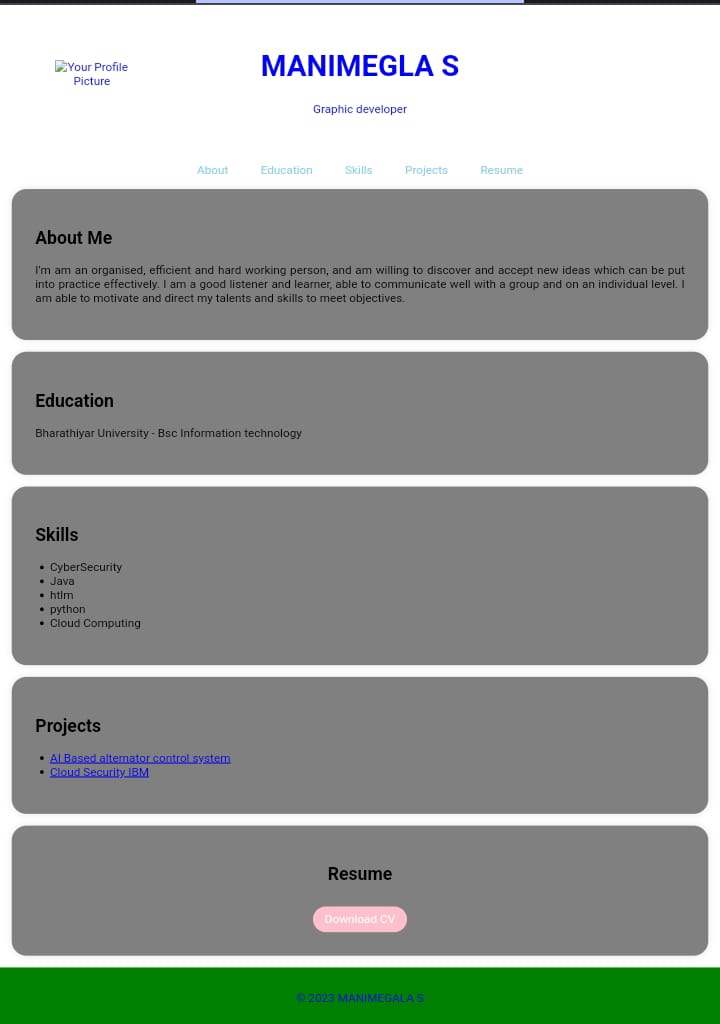 Your Profile
Picture
MANIMEGLA S
Graphic developer
About Education Skills Projects Resume
About Me
I'm am an organised, efficient and hard working person, and am willing to discover and accept new ideas which can be put
into practice effectively. I am a good listener and learner, able to communicate well with a group and on an individual level. I
am able to motivate and direct my talents and skills to meet objectives.
Education
Bharathiyar University - Bsc Information technology
Skills
• CyberSecurity
• Java
• htlm
• python
• Cloud Computing
Projects
• AI Based alternator control system
• Cloud Security IBM
Resume
Download CV
© 2023 MANIMEGALA S